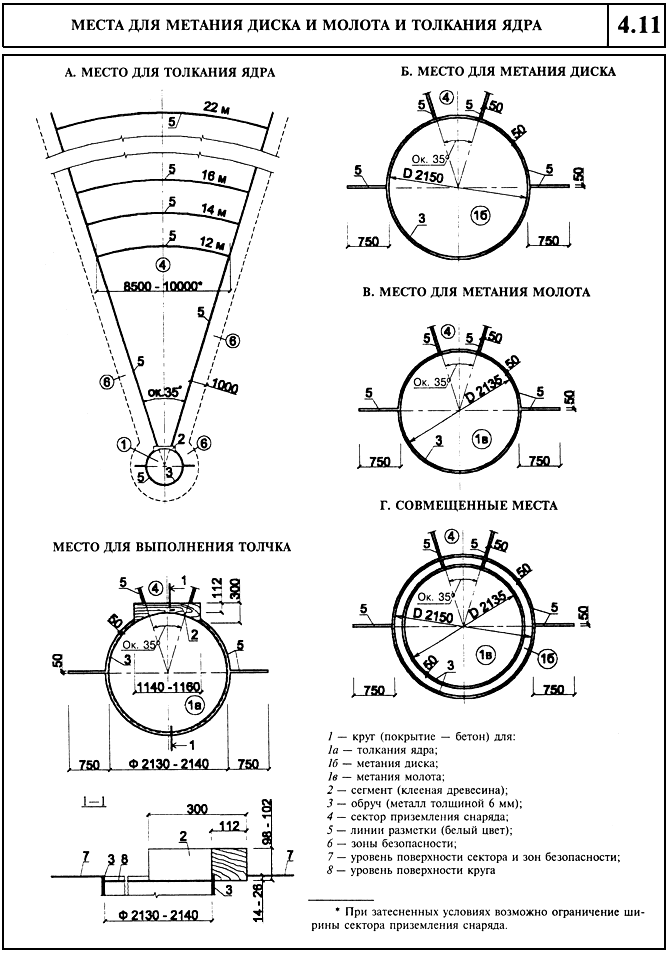 МЕСТА ДЛЯ МЕТАНИЯ ДИСКА И МОЛОТА И ТОЛКАНИЯ ЯДРА
4.11
А. МЕСТО ДЛЯ ТОЛКАНИЯ ЯДРА
22 м
5
5
16 м
5
14 м
5
12 м
4
8500 - 10000*
5
6
5
6
ок.35°
1000
1
2
6
5
3
МЕСТО ДЛЯ ВЫПОЛНЕНИЯ ТОЛЧКА
5
4
1
112
300
50
Ок. 35°
2
5
50
3
1140 -1160
1в
1
750
Ф 2130 - 2140
750
1—1
300
112
98 - 102
2
7
3
8
7
3
14 - 26
Ф 2130 - 2140
Б. МЕСТО ДЛЯ МЕТАНИЯ ДИСКА
5
4
5
50
50
Ок. 35°
5
D 2150
5
50
3
1б
750
750
В. МЕСТО ДЛЯ МЕТАНИЯ МОЛОТА
5
4
5
50
50
Ок. 35°
D 2135
5
5
50
3
1в
750
750
Г. СОВМЕЩЕННЫЕ МЕСТА
5
4
5
50
50
Ок. 35°
D 2135
5
D 2150
5
50
1в
1б
50
3
750
750
1 — круг (покрытие — бетон) для:
1а — толкания ядра;
1б — метания диска;
1в — метания молота;
2 — сегмент (клееная древесина);
3 — обруч (металл толщиной 6 мм);
4 — сектор приземления снаряда;
5 — линии разметки (белый цвет);
6 — зоны безопасности;
7 — уровень поверхности сектора и зон безопасности;
8 — уровень поверхности круга
* При затесненных условиях возможно ограничение ши-
рины сектора приземления снаряда.